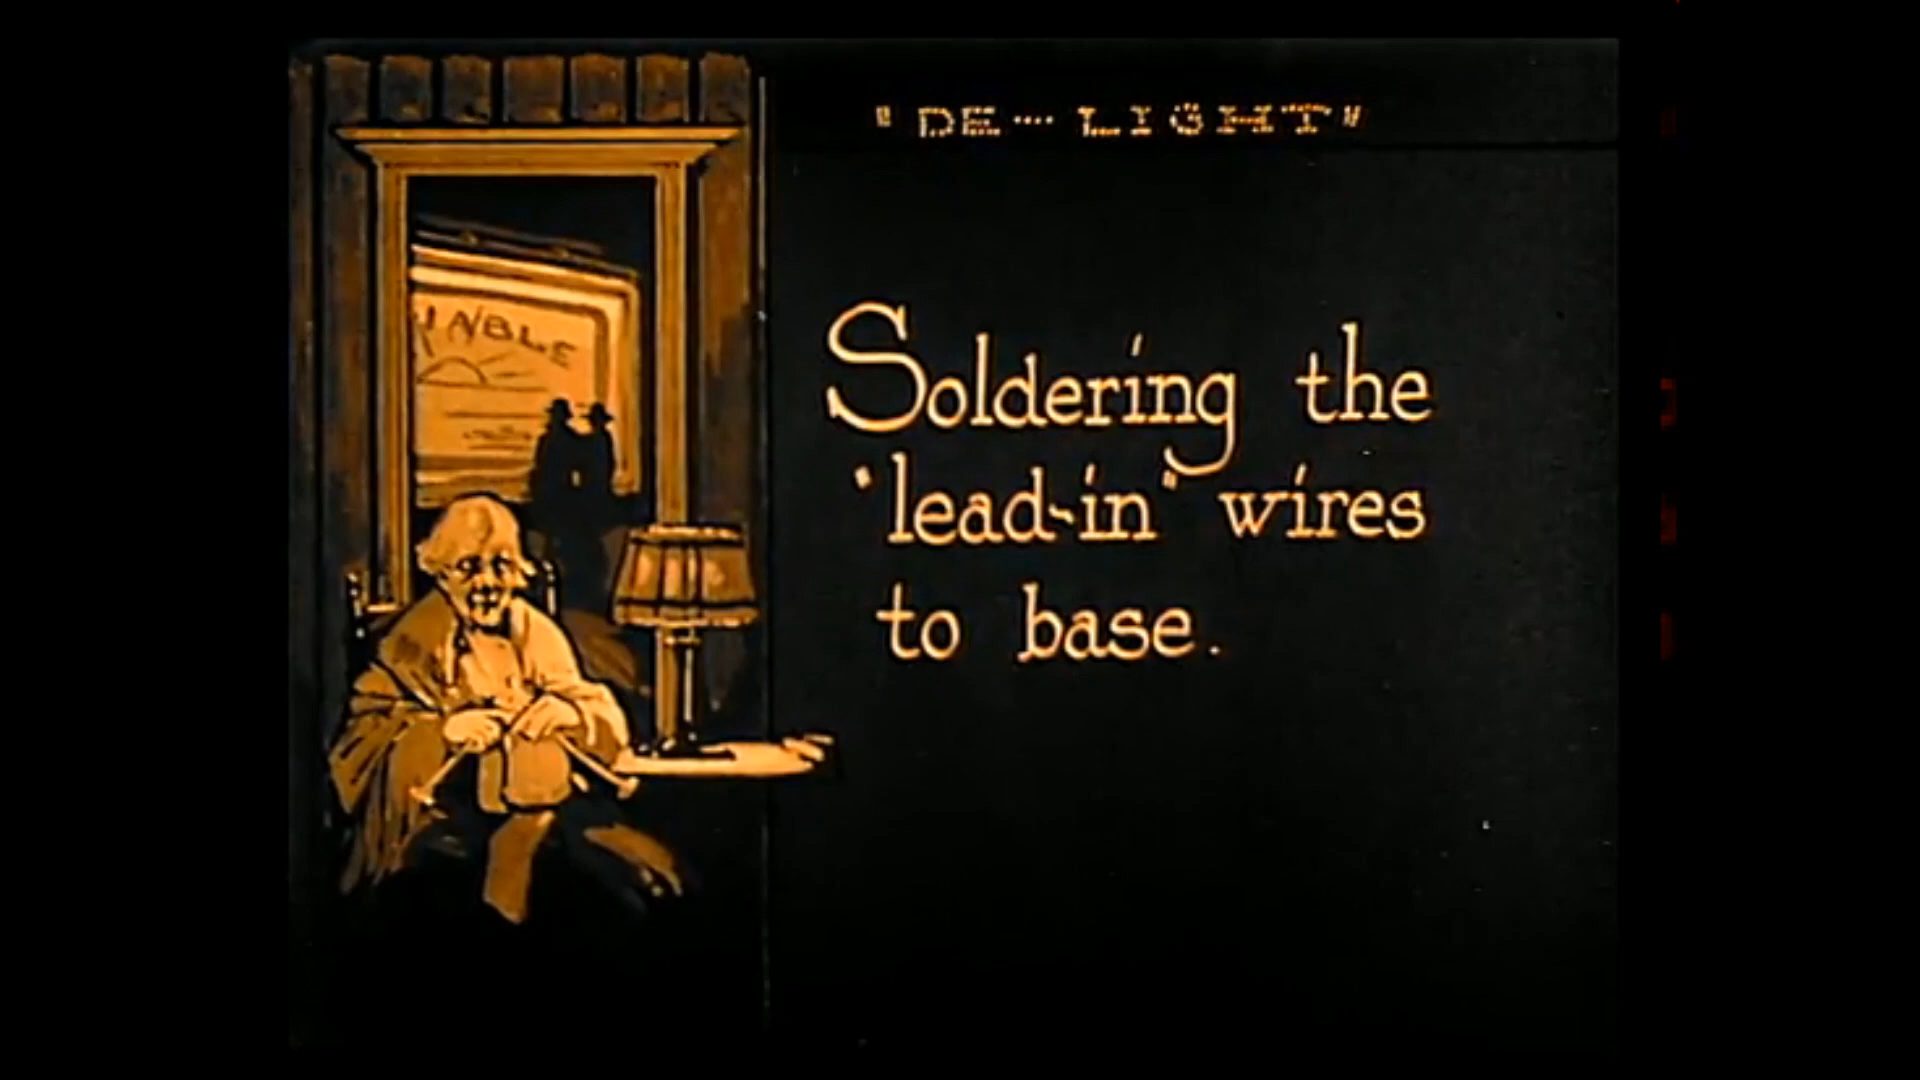 "DE-LIGHT"
Soldering the
"lead-in" wires
to base.